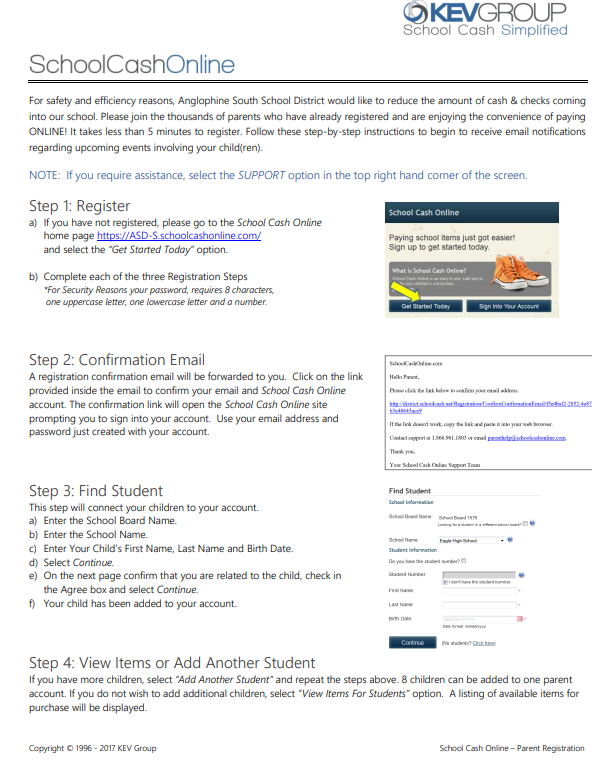 KEVGROUP
School Cash Simplified
SchoolCashOnline
For safety and efficiency reasons, Anglophine South School District would like to reduce the amount of cash & checks coming
into our school. Please join the thousands of parents who have already registered and are enjoying the convenience of paying
ONLINE! It takes less than 5 minutes to register. Follow these step-by-step instructions to begin to receive email notifications
regarding upcoming events involving your child(ren).
NOTE: If you require assistance, select the SUPPORT option in the top right hand corner of the screen.
Step 1: Register
a) If you have not registered, please go to the School Cash Online
home page https://ASD-S.schoolcashonline.com/
and select the "Get Started Today" option.
b) Complete each of the three Registration Steps
*For Security Reasons your password, requires 8 characters,
one uppercase letter, one lowercase letter and a number.
School Cash Online
Paying school items just got easier!
Sign up to get started today.
What is School Cash Online?
School Cash Online is an easy, safe way to
Get Started Today
Sign Into Your Account
Step 2: Confirmation Email
A registration confirmation email will be forwarded to you. Click on the link
provided inside the email to confirm your email and School Cash Online
account. The confirmation link will open the School Cash Online site
prompting you to sign into your account. Use your email address and
password just created with your account.
SchoolCashOnline.com
Hello Parent,
Please click the link below to confirm your email address.
If the link doesn't work, copy the link and paste it into your web browser.
Contact support at 1.866.961.1803 or email parenthelp@schoolcashonline.com.
Thank you,
Your School Cash Online Support Team
Step 3: Find Student
This step will connect your children to your account.
a) Enter the School Board Name.
b) Enter the School Name.
c) Enter Your Child's First Name, Last Name and Birth Date.
d) Select Continue.
e) On the next page confirm that you are related to the child, check in
the Agree box and select Continue.
f) Your child has been added to your account.
Find Student
School Information
School Board Name: School Board 1575
Looking for a student in a different school board?
School Name: Eagle High School
Student Information
Do you have the student number?
Student Number
I don't have the student number.
First Name
Last Name
Birth Date
Date format: mm/dd/yyyy
Continue (No students? Click here)
Step 4: View Items or Add Another Student
If you have more children, select "Add Another Student" and repeat the steps above. 8 children can be added to one parent
account. If you do not wish to add additional children, select "View Items For Students" option. A listing of available items for
purchase will be displayed.
Copyright © 1996 - 2017 KEV Group
School Cash Online – Parent Registration